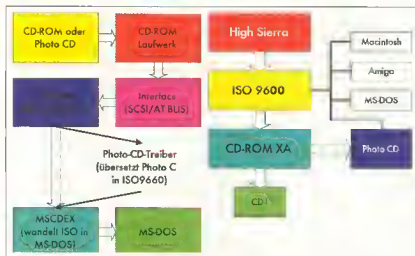 CD-ROM oder
Photo CD
CD-ROM
Laufwerk
Interface
(SCSI/AT BUS)
Photo-CD-Treiber
(übersetzt Photo C
in ISO9660)
MSCDEX
(wandelt ISO in
MS-DOS)
MS-DOS
High Sierra
ISO 9600
CD-ROM XA
CD-I
Macintosh
Amiga
MS-DOS
Photo CD